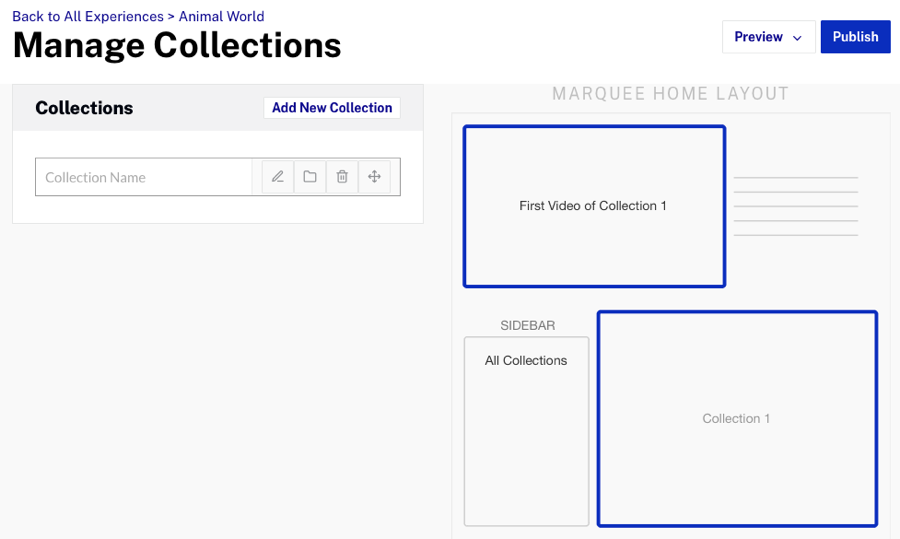 Back to All Experiences > Animal World
Manage Collections
Preview
Publish
Collections
Add New Collection
Collection Name
MARQUEE HOME LAYOUT
First Video of Collection 1
SIDEBAR
All Collections
Collection 1